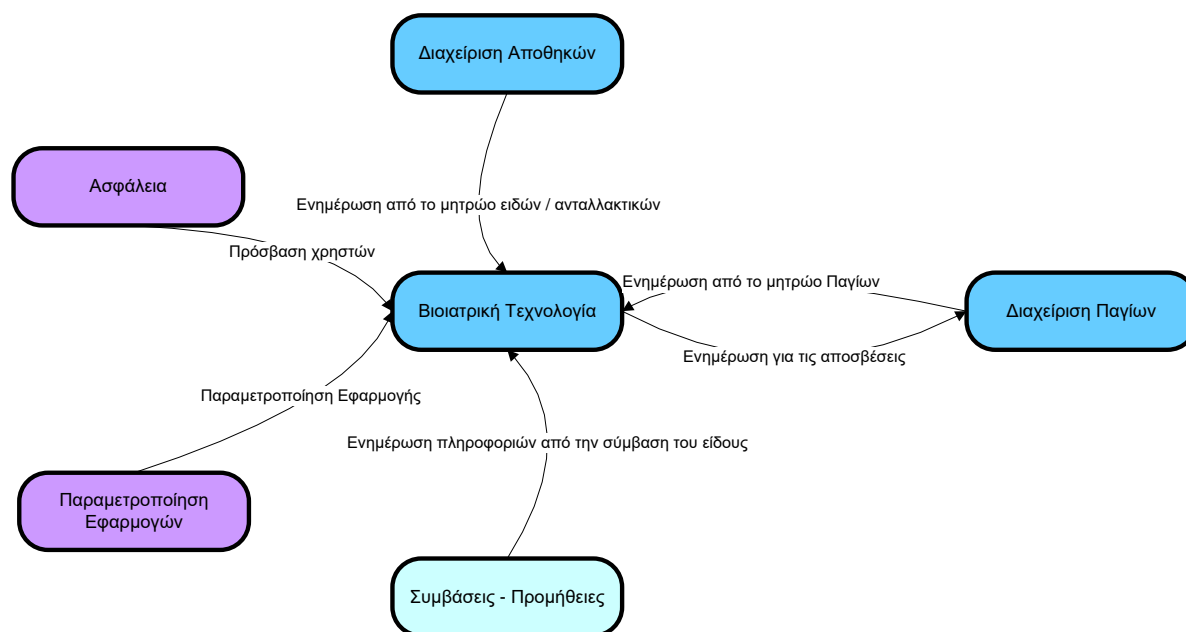 Διαχείριση Αποθηκών
Ασφάλεια
Ενημέρωση από το μητρώο ειδών / ανταλλακτικών
Πρόσβαση χρηστών
Ενημέρωση από το μητρώο Παγίων
Βιοιατρική Τεχνολογία
Διαχείριση Παγίων
Ενημέρωση για τις αποσβέσεις
Παραμετροποίηση Εφαρμογής
Ενημέρωση πληροφοριών από την σύμβαση του είδους
Παραμετροποίηση
Εφαρμογών
Συμβάσεις - Προμήθειες